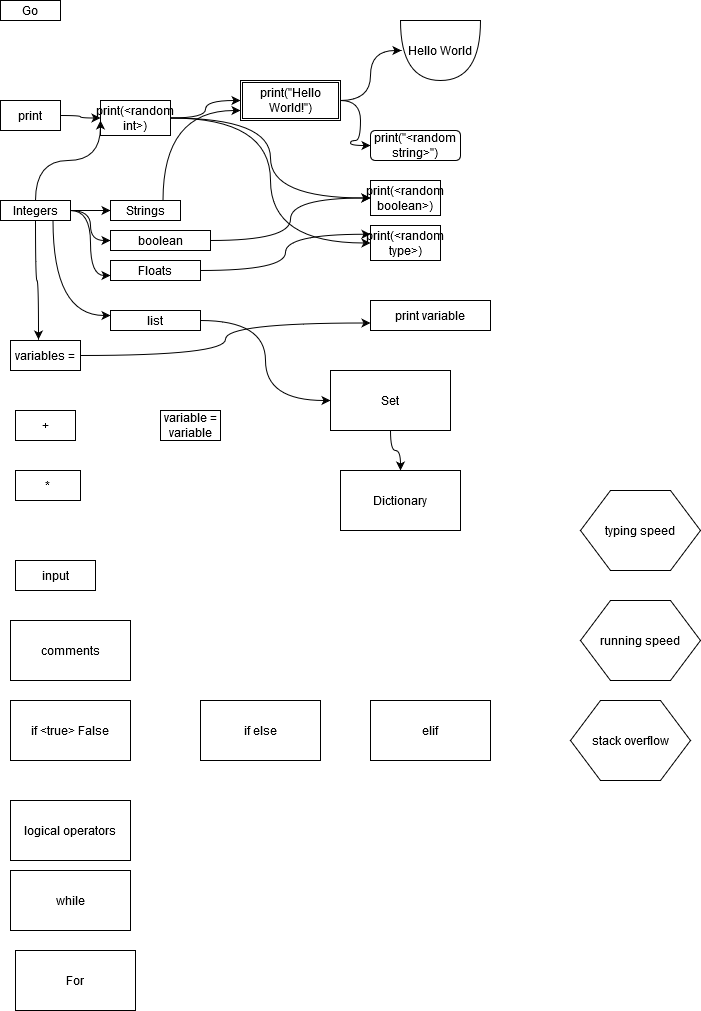 Go
Hello World
print
print(<random
int>)
print("Hello
World!")
print("<random
string>")
Integers
Strings
print(<random
boolean>)
boolean
print(<random
type>)
Floats
list
print variable
variables =
Set
+
variable =
variable
*
Dictionary
typing speed
input
comments
running speed
if <true> False
if else
elif
stack overflow
logical operators
while
For